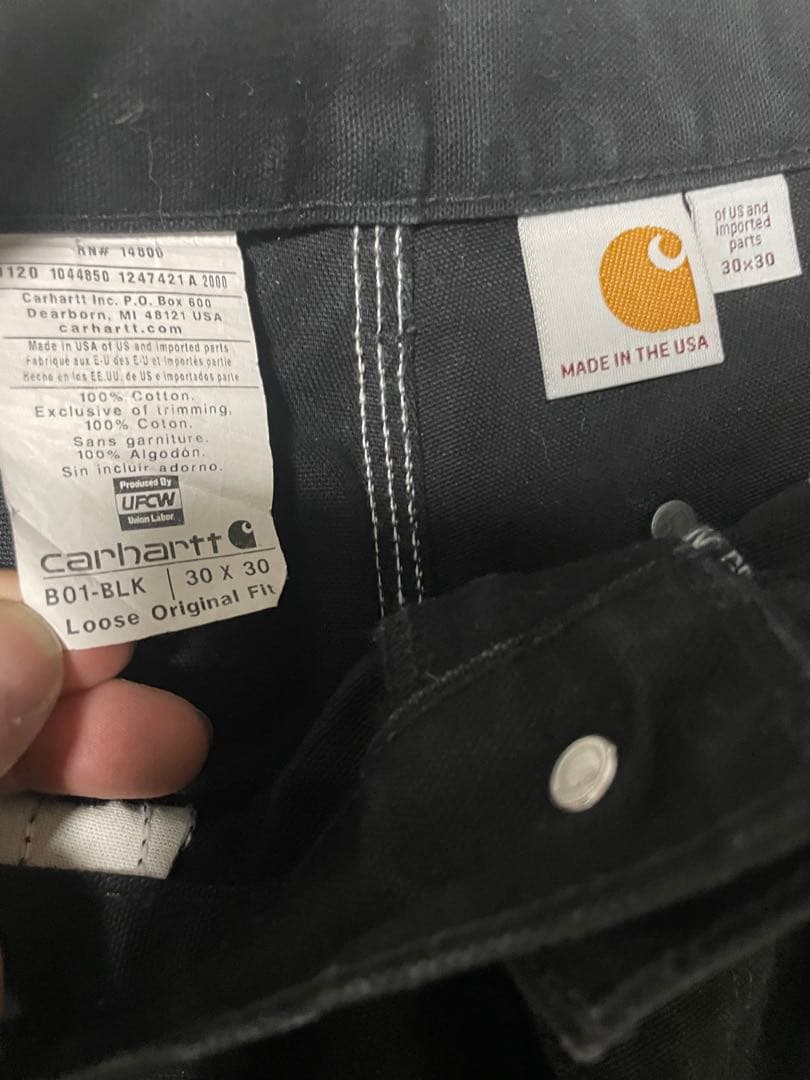 RN# 14806
0120 1044850 1247421 A 2000
Carhartt Inc. P.O. Box 600
Dearborn, MI 48121 USA
carhartt.com
Made in USA of US and imported parts
Fabriqué aux E-U des E-U et importés partie
Hecho en los EE.UU. de US e importados parte
100% Cotton.
Exclusive of trimming.
100% Coton.
Sans garniture.
100% Algodón.
Sin incluir adorno.
Produced By
UFCW
Union Labor
carhartt
B01-BLK | 30 X 30
Loose Original Fit
MADE IN THE USA
of US and
imported
parts
30x30